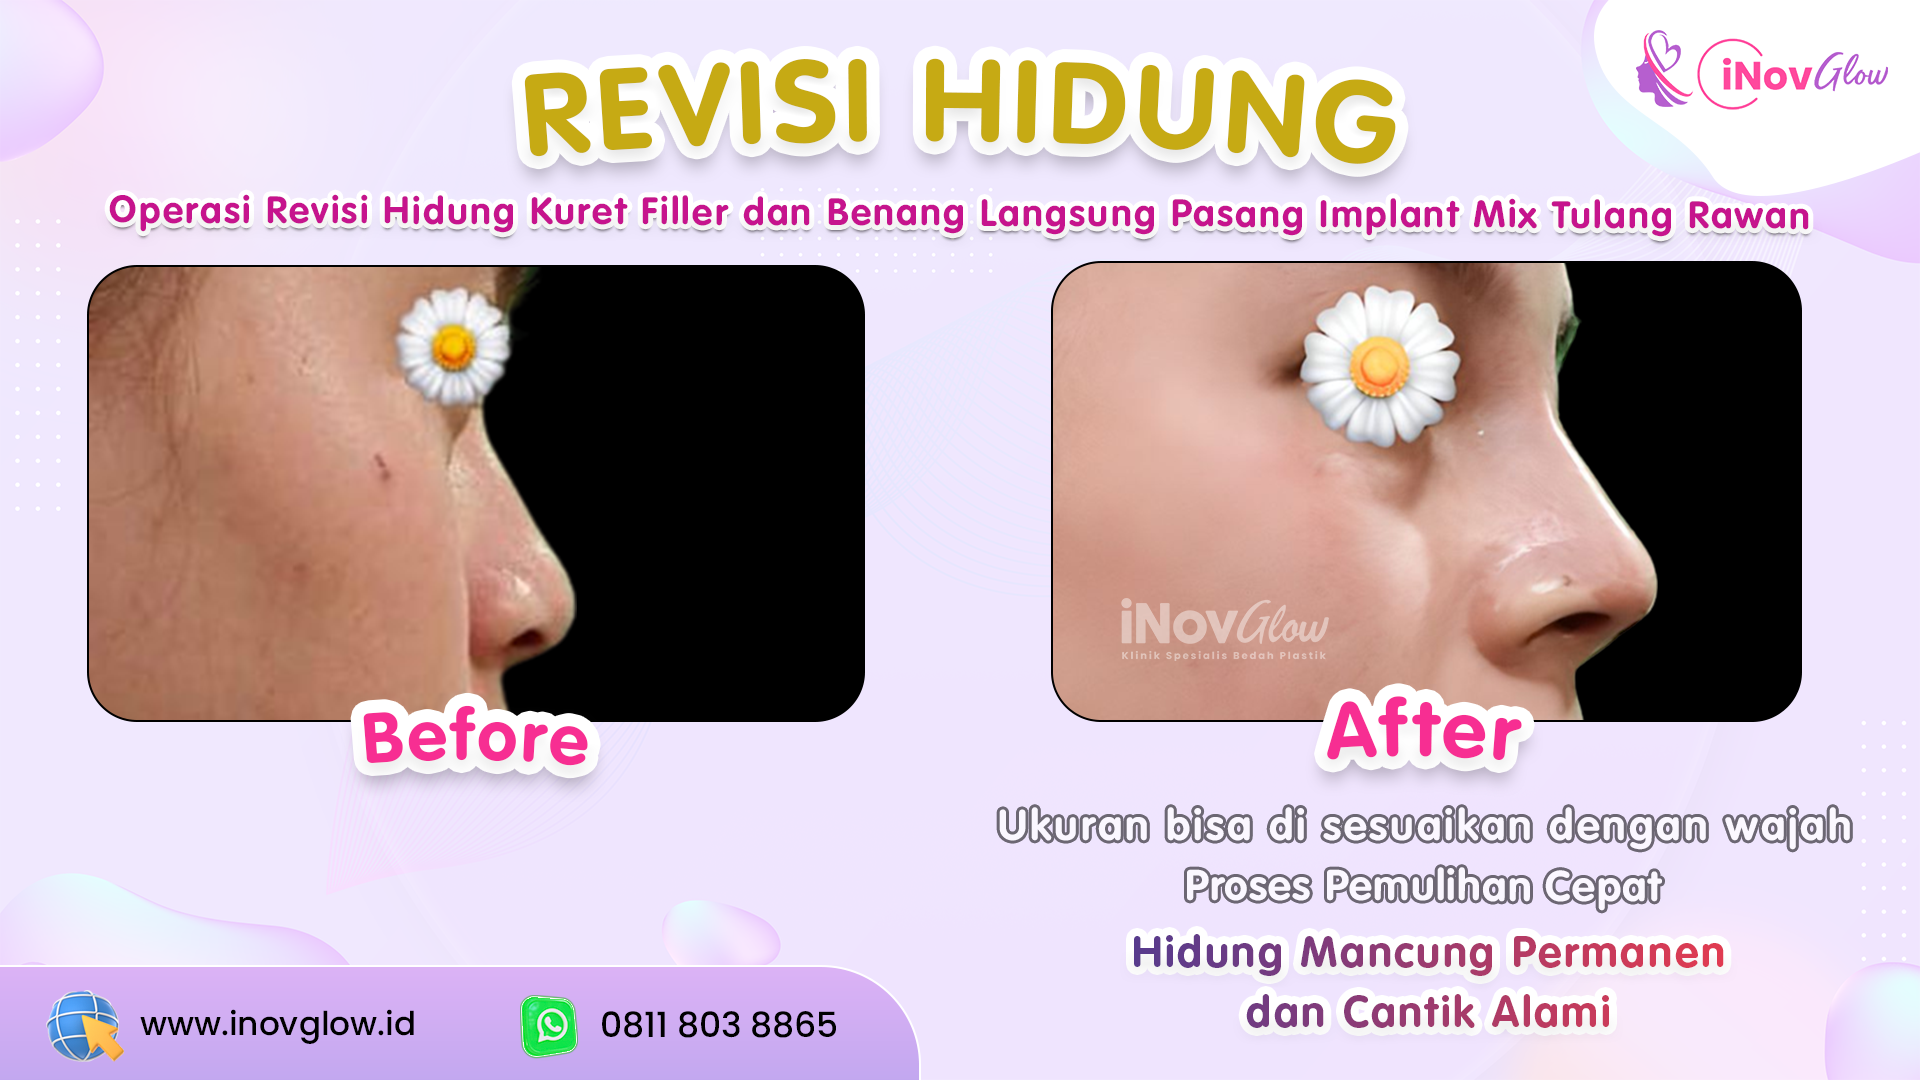 REVISI HIDUNG
iNovGlow
Operasi Revisi Hidung Kuret Filler dan Benang Langsung Pasang Implant Mix Tulang Rawan
iNovGlow
Klinik Spesialis Bedah Plastik
Before
After
Ukuran bisa di sesuaikan dengan wajah
Proses Pemulihan Cepat
Hidung Mancung Permanen
dan Cantik Alami
www.inovglow.id
0811 803 8865